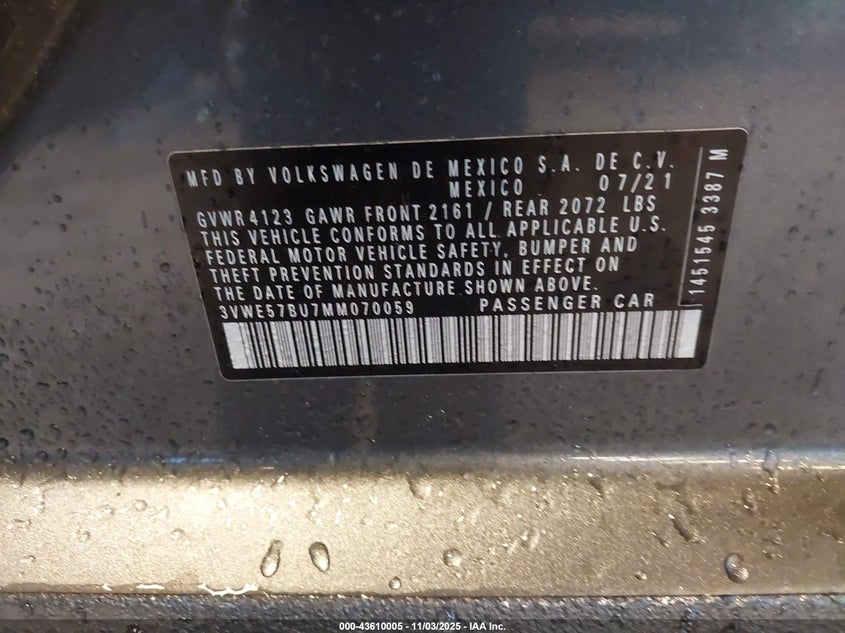 MFD BY VOLKSWAGEN DE MEXICO S.A. DE C.V.
MEXICO 07/21
GVWR 4123 GAWR FRONT 2161 / REAR 2072 LBS
THIS VEHICLE CONFORMS TO ALL APPLICABLE U.S.
FEDERAL MOTOR VEHICLE SAFETY, BUMPER AND
THEFT PREVENTION STANDARDS IN EFFECT ON
THE DATE OF MANUFACTURE SHOWN ABOVE.
3VWE57BU7MM070059 PASSENGER CAR
1451545 3387 M
000-43610005 - 11/03/2025 - IAA Inc.